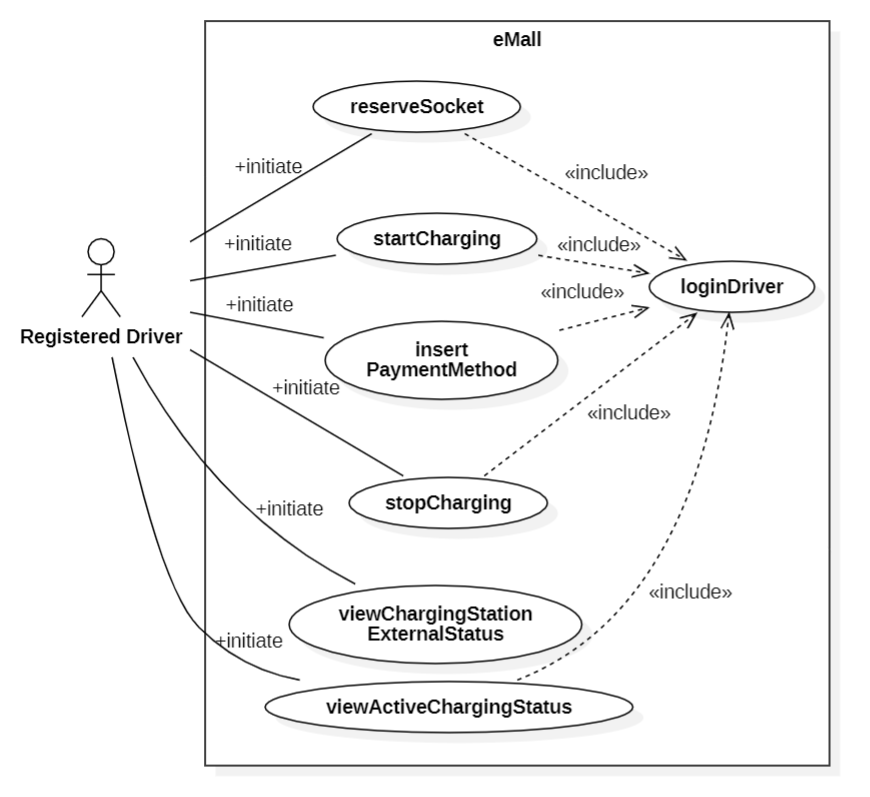 eMall
reserveSocket
+initiate
«include»
startCharging
+initiate
«include»
loginDriver
+initiate
«include»
Registered Driver
insert
PaymentMethod
+initiate
«include»
stopCharging
+initiate
«include»
viewChargingStation
ExternalStatus
+initiate
viewActiveChargingStatus